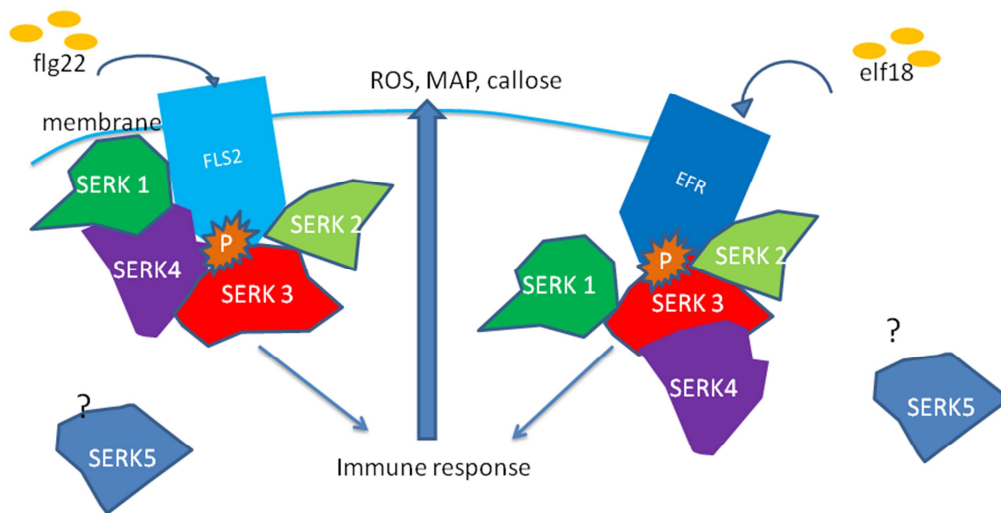 flg22
elf18
ROS, MAP, callose
membrane
FLS2
EFR
SERK 1
SERK 2
P
SERK4
SERK 3
SERK 2
P
SERK 1
SERK 3
SERK4
?
SERK5
?
SERK5
Immune response